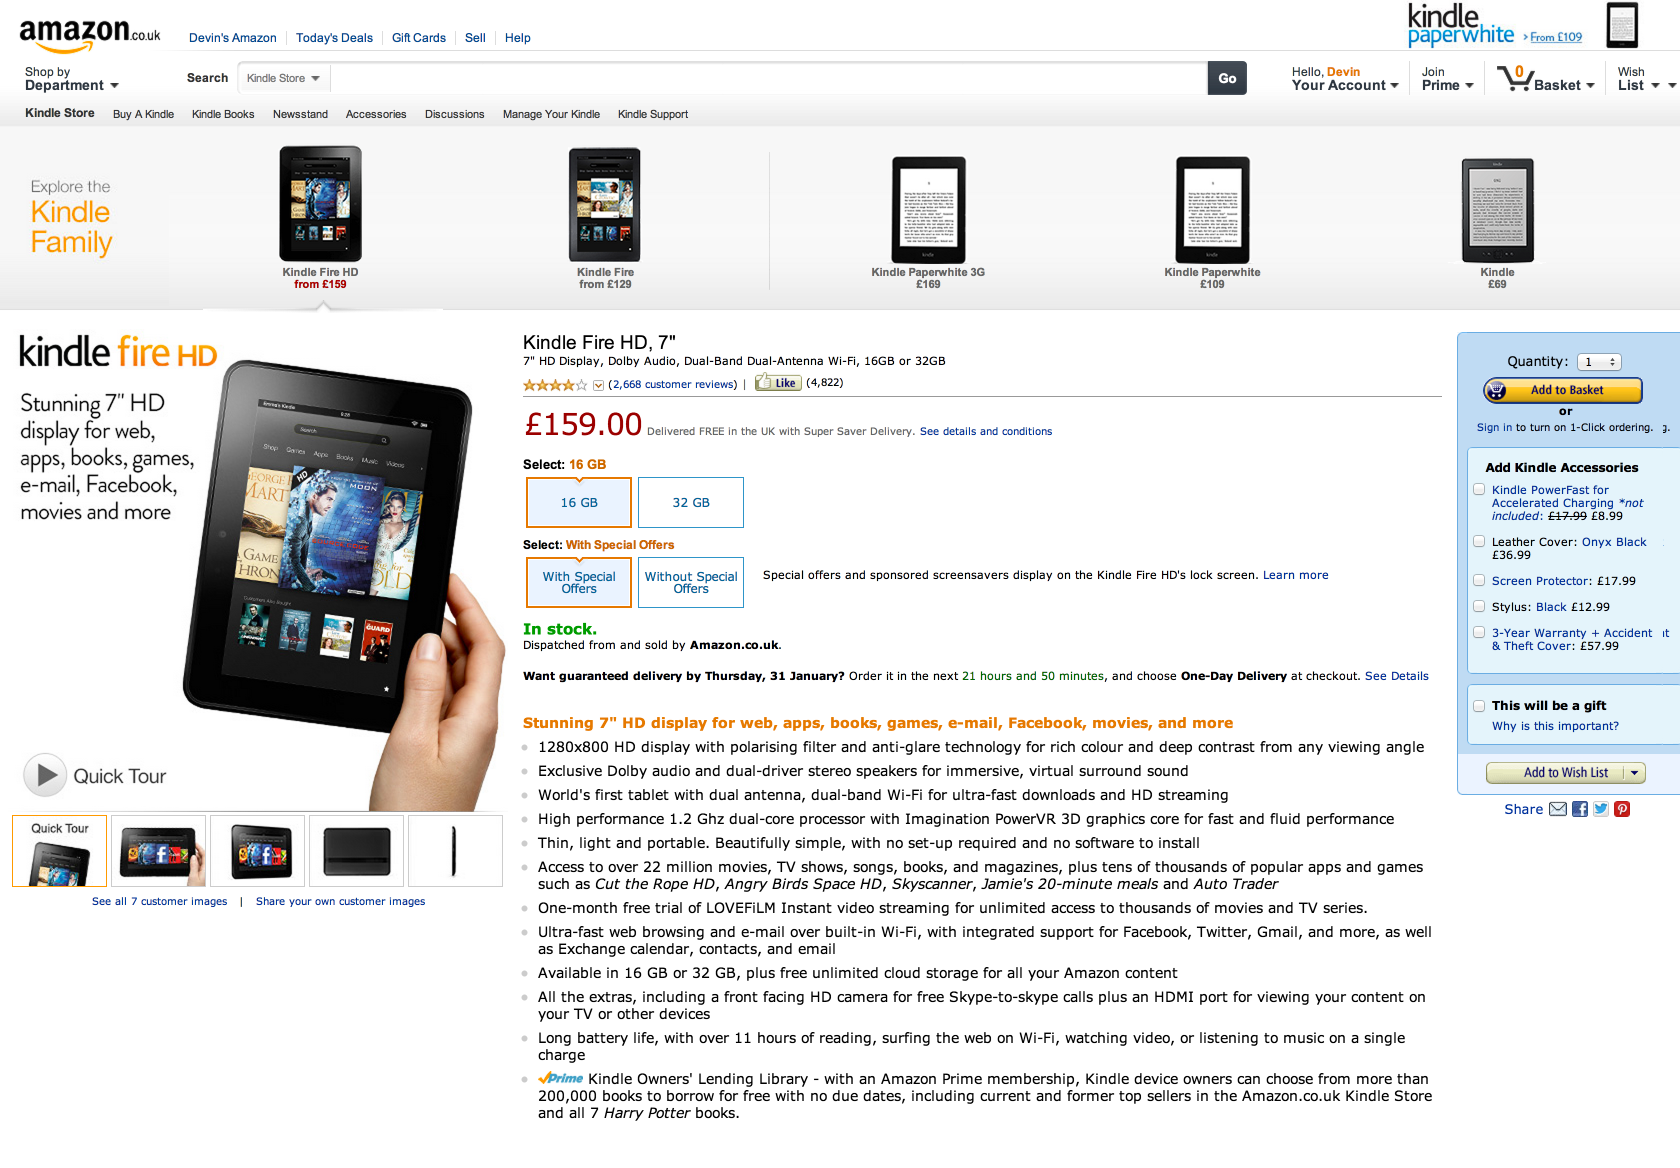 amazon.co.uk
Devin's Amazon
Today's Deals
Gift Cards
Sell
Help
kindle
paperwhite
› From £109
Shop by
Department
Search
Kindle Store
Go
Hello, Devin
Your Account
Join
Prime
0
Basket
Wish
List
Kindle Store
Buy A Kindle
Kindle Books
Newsstand
Accessories
Discussions
Manage Your Kindle
Kindle Support
Explore the
Kindle
Family
Kindle Fire HD
from £159
Kindle Fire
from £129
Kindle Paperwhite 3G
£169
Kindle Paperwhite
£109
Kindle
£69
kindle fire HD
Stunning 7" HD
display for web,
apps, books, games,
e-mail, Facebook,
movies and more
Search
Shop Games Apps Books Music Videos
Quick Tour
Quick Tour
See all 7 customer images | Share your own customer images
Kindle Fire HD, 7"
7" HD Display, Dolby Audio, Dual-Band Dual-Antenna Wi-Fi, 16GB or 32GB
(2,668 customer reviews) | Like (4,822)
£159.00 Delivered FREE in the UK with Super Saver Delivery. See details and conditions
Select: 16 GB
16 GB
32 GB
Select: With Special Offers
With Special
Offers
Without Special
Offers
Special offers and sponsored screensavers display on the Kindle Fire HD's lock screen. Learn more
In stock.
Dispatched from and sold by Amazon.co.uk.
Want guaranteed delivery by Thursday, 31 January? Order it in the next 21 hours and 50 minutes, and choose One-Day Delivery at checkout. See Details
Stunning 7" HD display for web, apps, books, games, e-mail, Facebook, movies, and more
1280x800 HD display with polarising filter and anti-glare technology for rich colour and deep contrast from any viewing angle
Exclusive Dolby audio and dual-driver stereo speakers for immersive, virtual surround sound
World's first tablet with dual antenna, dual-band Wi-Fi for ultra-fast downloads and HD streaming
High performance 1.2 Ghz dual-core processor with Imagination PowerVR 3D graphics core for fast and fluid performance
Thin, light and portable. Beautifully simple, with no set-up required and no software to install
Access to over 22 million movies, TV shows, songs, books, and magazines, plus tens of thousands of popular apps and games
such as Cut the Rope HD, Angry Birds Space HD, Skyscanner, Jamie's 20-minute meals and Auto Trader
One-month free trial of LOVEFiLM Instant video streaming for unlimited access to thousands of movies and TV series.
Ultra-fast web browsing and e-mail over built-in Wi-Fi, with integrated support for Facebook, Twitter, Gmail, and more, as well
as Exchange calendar, contacts, and email
Available in 16 GB or 32 GB, plus free unlimited cloud storage for all your Amazon content
All the extras, including a front facing HD camera for free Skype-to-skype calls plus an HDMI port for viewing your content on
your TV or other devices
Long battery life, with over 11 hours of reading, surfing the web on Wi-Fi, watching video, or listening to music on a single
charge
Prime Kindle Owners' Lending Library - with an Amazon Prime membership, Kindle device owners can choose from more than
200,000 books to borrow for free with no due dates, including current and former top sellers in the Amazon.co.uk Kindle Store
and all 7 Harry Potter books.
Quantity: 1
Add to Basket
or
Sign in to turn on 1-Click ordering.
Add Kindle Accessories
Kindle PowerFast for
Accelerated Charging *not
included: £17.99 £8.99
Leather Cover: Onyx Black
£36.99
Screen Protector: £17.99
Stylus: Black £12.99
3-Year Warranty + Accident
& Theft Cover: £57.99
This will be a gift
Why is this important?
Add to Wish List
Share